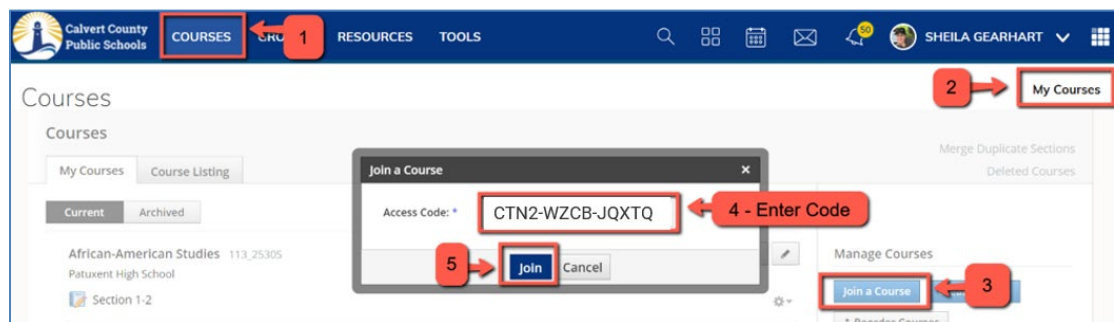 Calvert County
Public Schools
COURSES
1
RESOURCES
TOOLS
50
SHEILA GEARHART
2
My Courses
Courses
Courses
Merge Duplicate Sections
Deleted Courses
My Courses
Course Listing
Current
Archived
Join a Course
×
Access Code: *
CTN2-WZCB-JQXTQ
4 - Enter Code
5
Join
Cancel
African-American Studies 113_25305
Patuxent High School
Section 1-2
Manage Courses
Join a Course
3